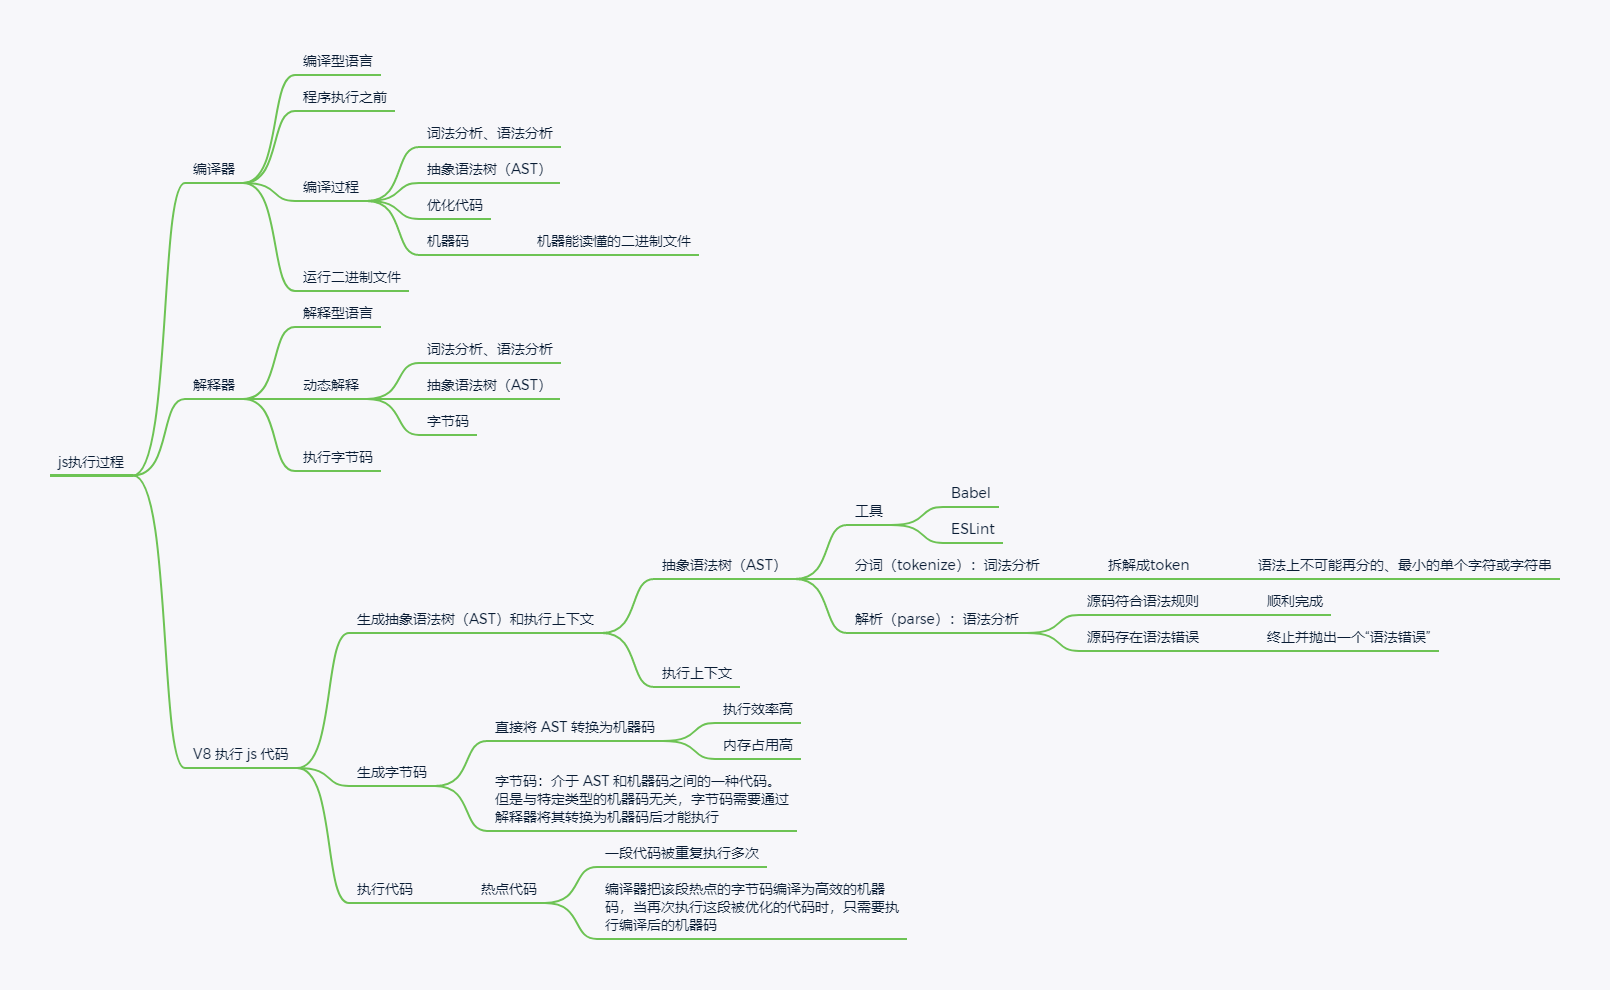 js执行过程
编译器
编译型语言
程序执行之前
编译过程
词法分析、语法分析
抽象语法树（AST）
优化代码
机器码
机器能读懂的二进制文件
运行二进制文件
解释器
解释型语言
动态解释
词法分析、语法分析
抽象语法树（AST）
字节码
执行字节码
V8 执行 js 代码
生成抽象语法树（AST）和执行上下文
抽象语法树（AST）
工具
Babel
ESLint
分词（tokenize）：词法分析
拆解成token
语法上不可能再分的、最小的单个字符或字符串
解析（parse）：语法分析
源码符合语法规则
顺利完成
源码存在语法错误
终止并抛出一个“语法错误”
执行上下文
生成字节码
直接将 AST 转换为机器码
执行效率高
内存占用高
字节码：介于 AST 和机器码之间的一种代码。
但是与特定类型的机器码无关，字节码需要通过
解释器将其转换为机器码后才能执行
执行代码
热点代码
一段代码被重复执行多次
编译器把该段热点的字节码编译为高效的机器
码，当再次执行这段被优化的代码时，只需要执
行编译后的机器码